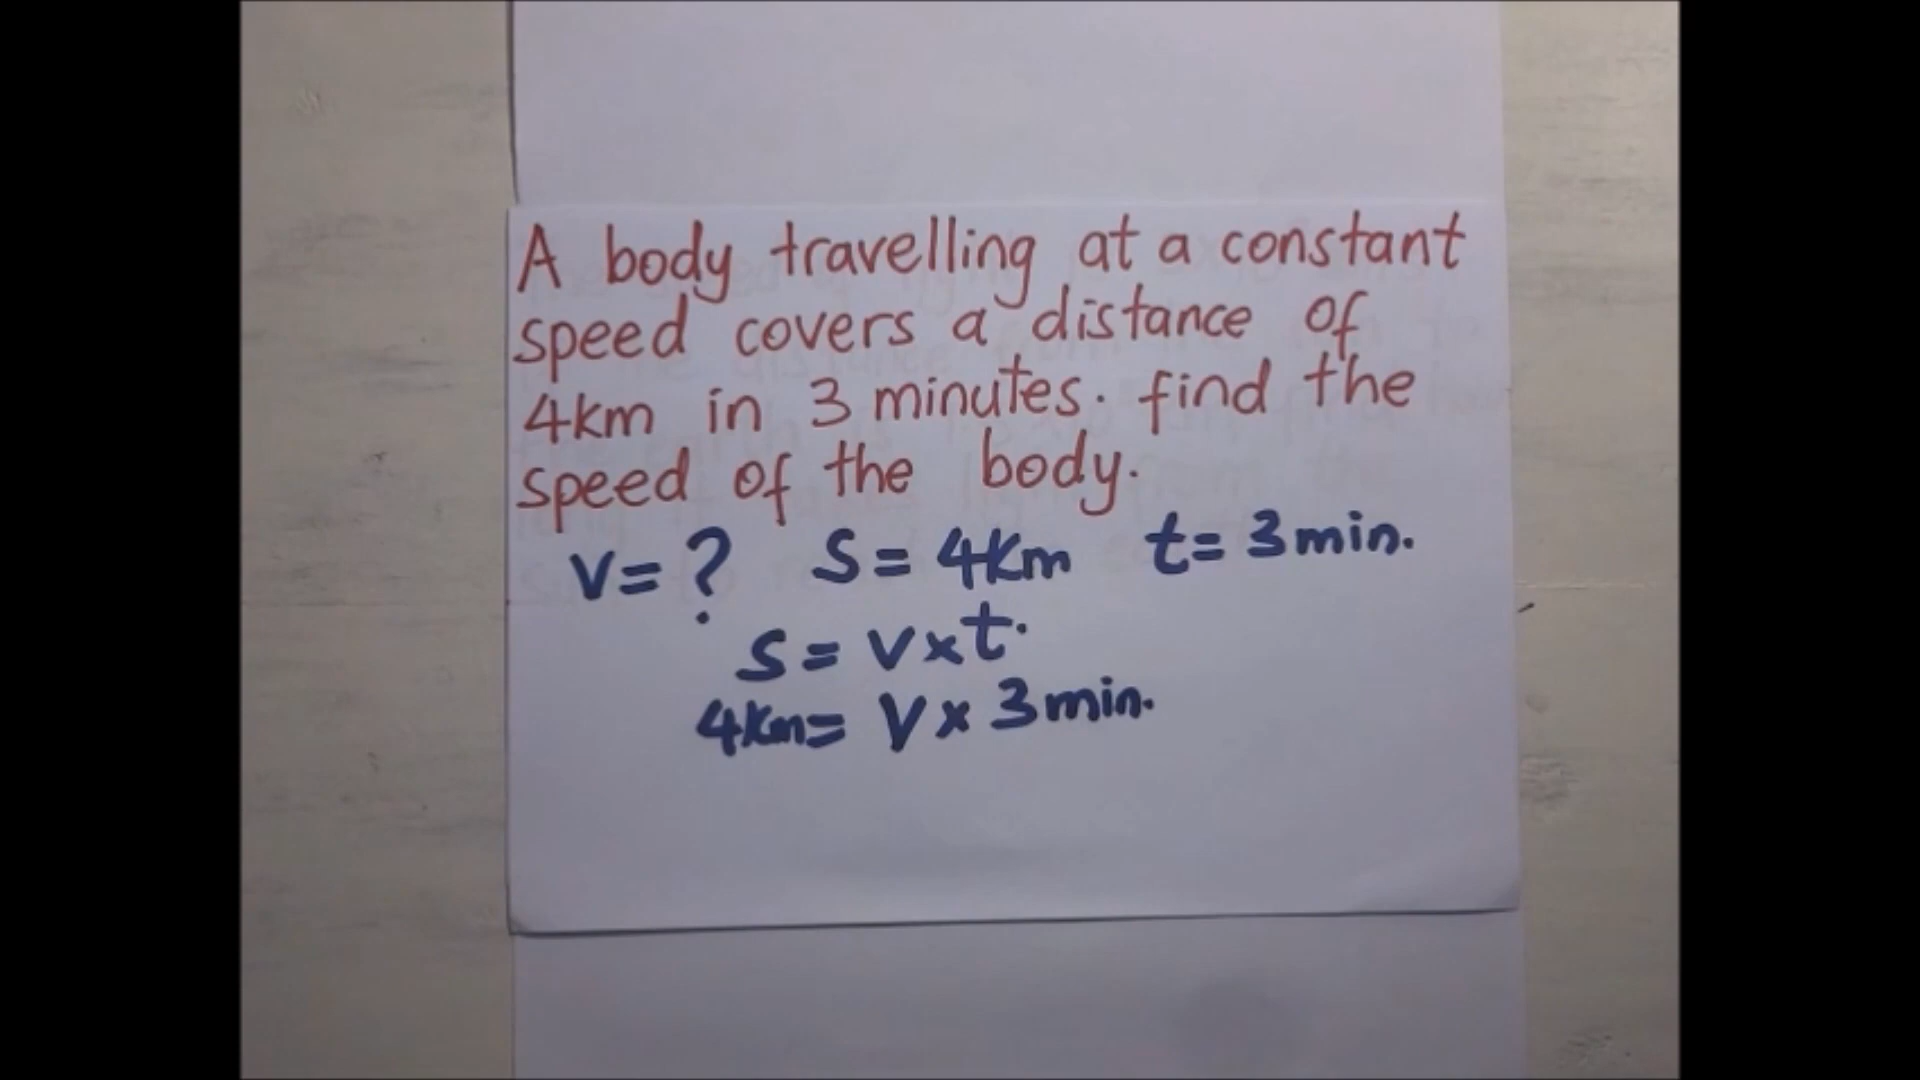 A body travelling at a constant
speed covers a distance of
4km in 3 minutes. find the
speed of the body.
V= ? S = 4Km t= 3min.
S = V x t.
4Km= V x 3min.